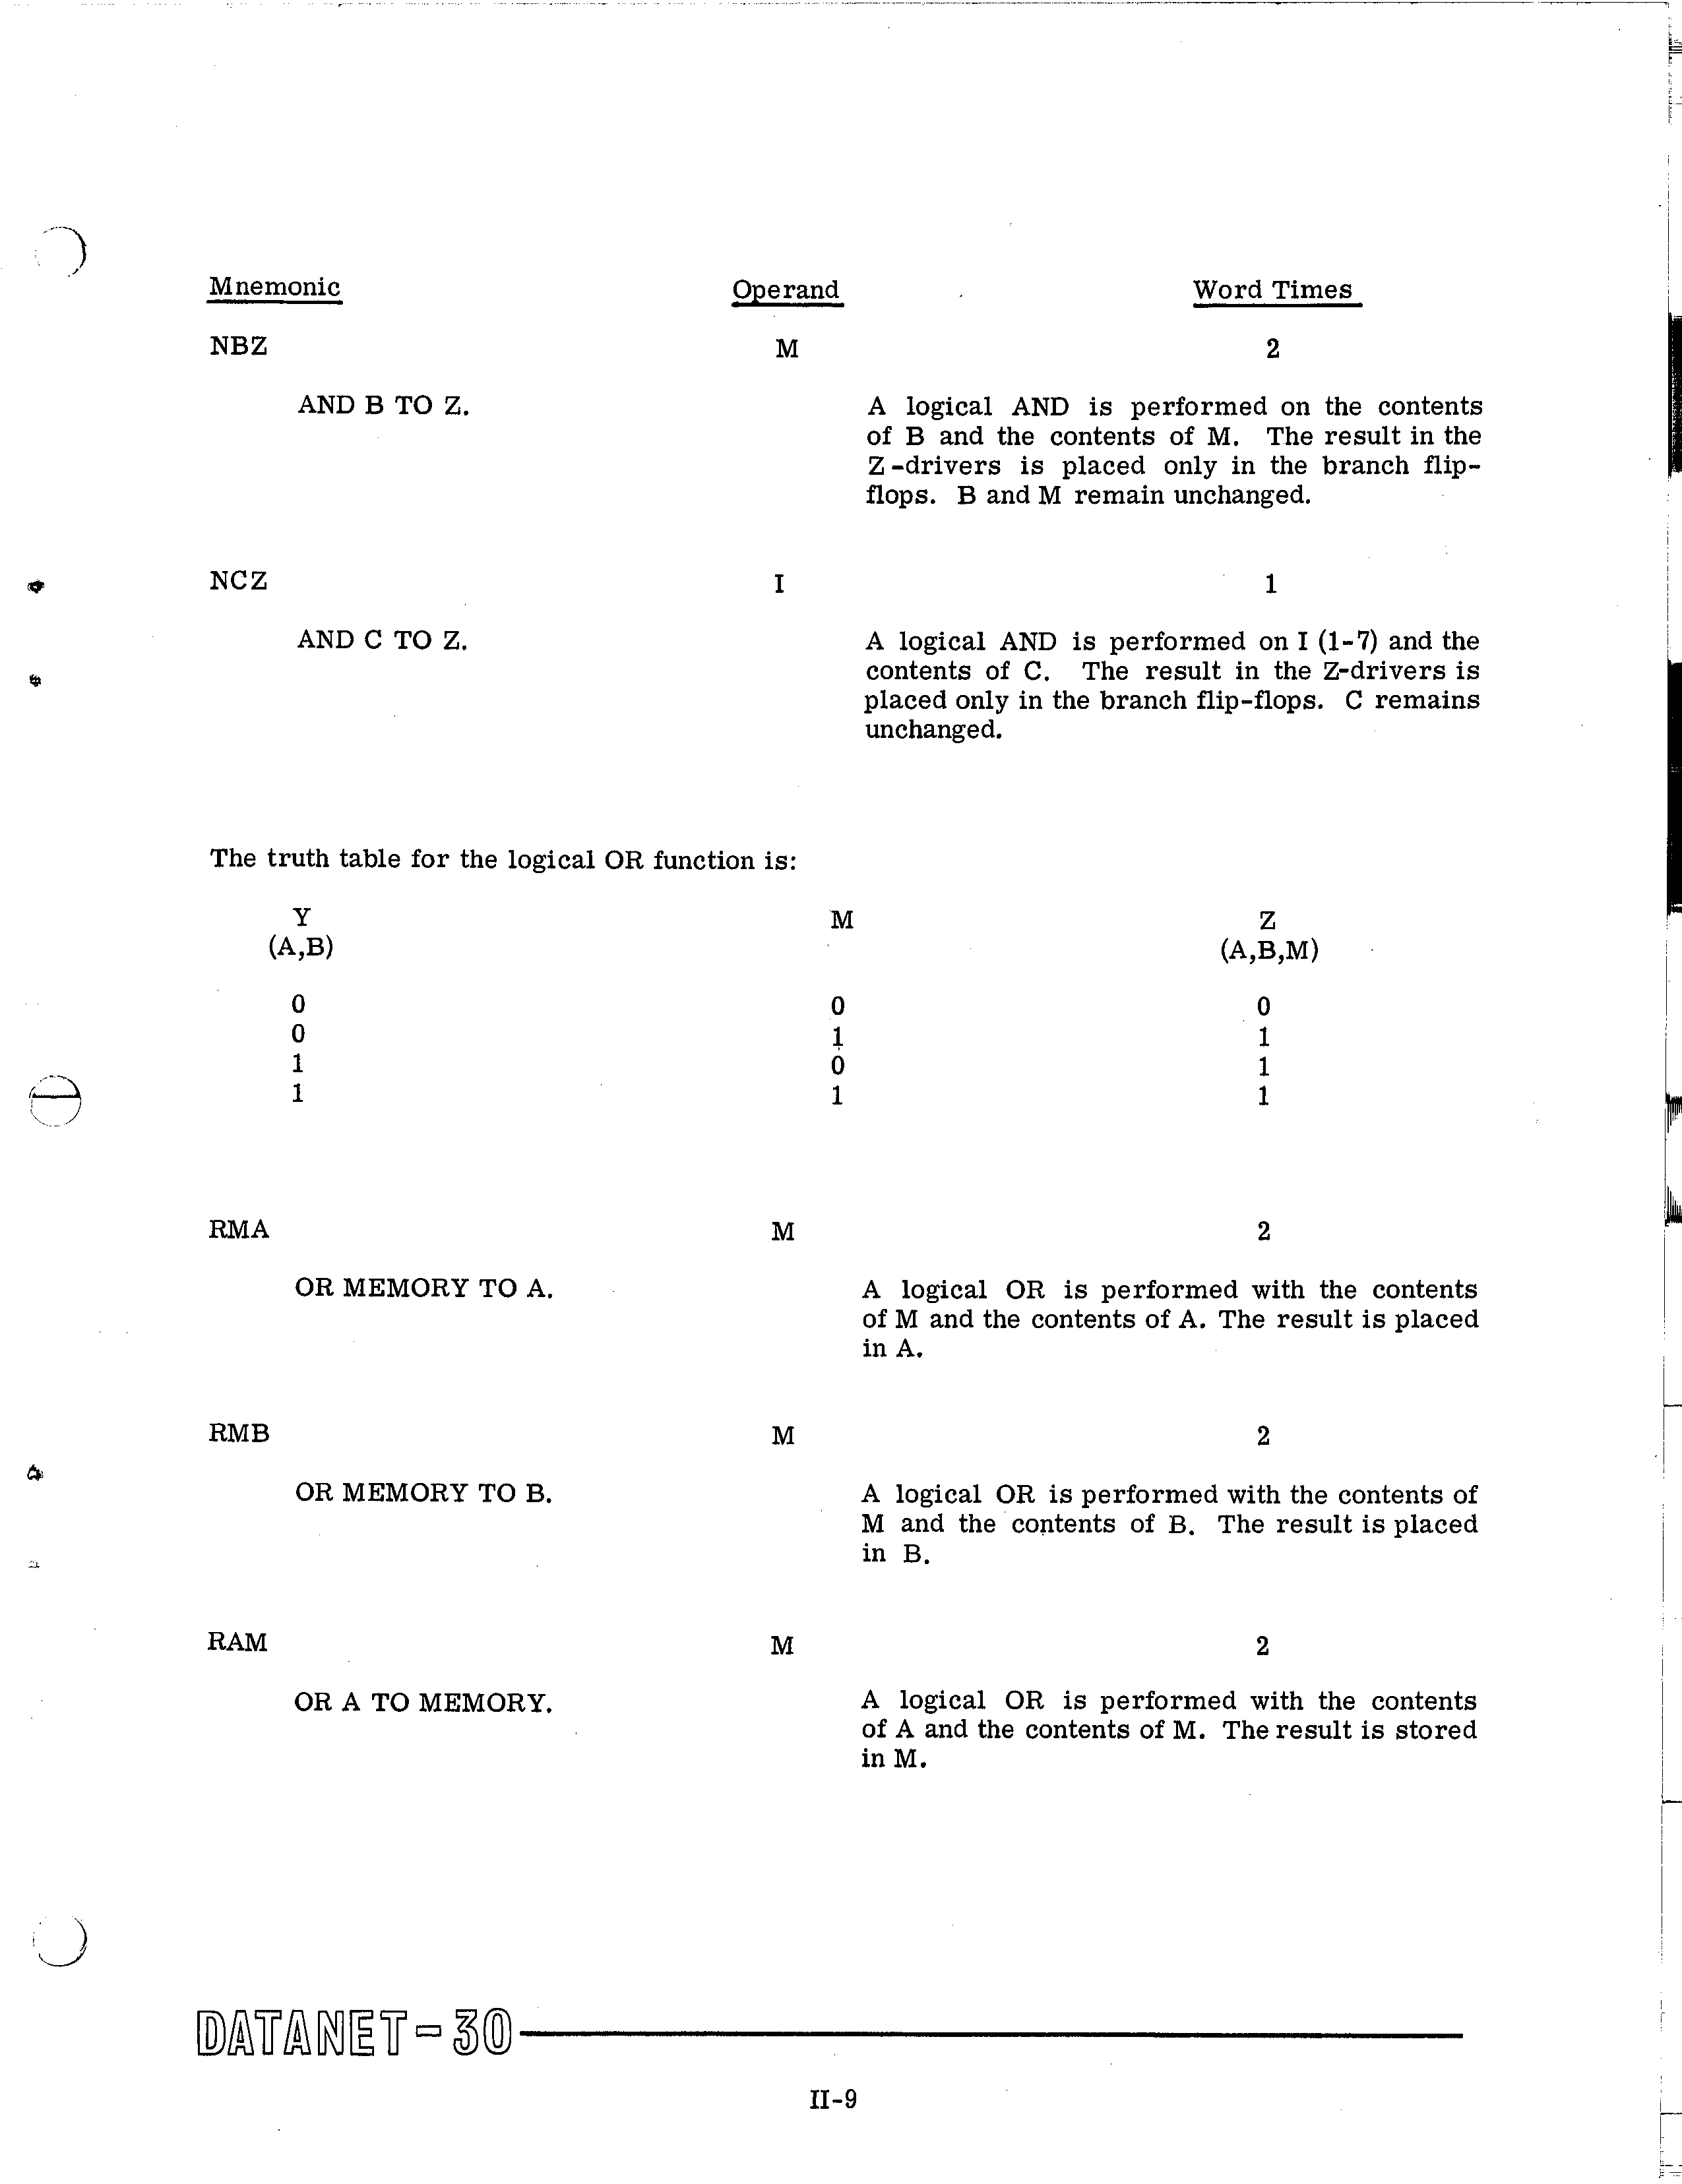 Mnemonic Operand Word Times
NBZ M 2
AND B TO Z. A logical AND is performed on the contents
of B and the contents of M. The result in the
Z-drivers is placed only in the branch flip-
flops. B and M remain unchanged.
NCZ I 1
AND C TO Z. A logical AND is performed on I (1-7) and the
contents of C. The result in the Z-drivers is
placed only in the branch flip-flops. C remains
unchanged.
The truth table for the logical OR function is:
Y M Z
(A,B) (A,B,M)
0 0 0
0 1 1
1 0 1
1 1 1
RMA M 2
OR MEMORY TO A. A logical OR is performed with the contents
of M and the contents of A. The result is placed
in A.
RMB M 2
OR MEMORY TO B. A logical OR is performed with the contents of
M and the contents of B. The result is placed
in B.
RAM M 2
OR A TO MEMORY. A logical OR is performed with the contents
of A and the contents of M. The result is stored
in M.
DATANET-30
II-9